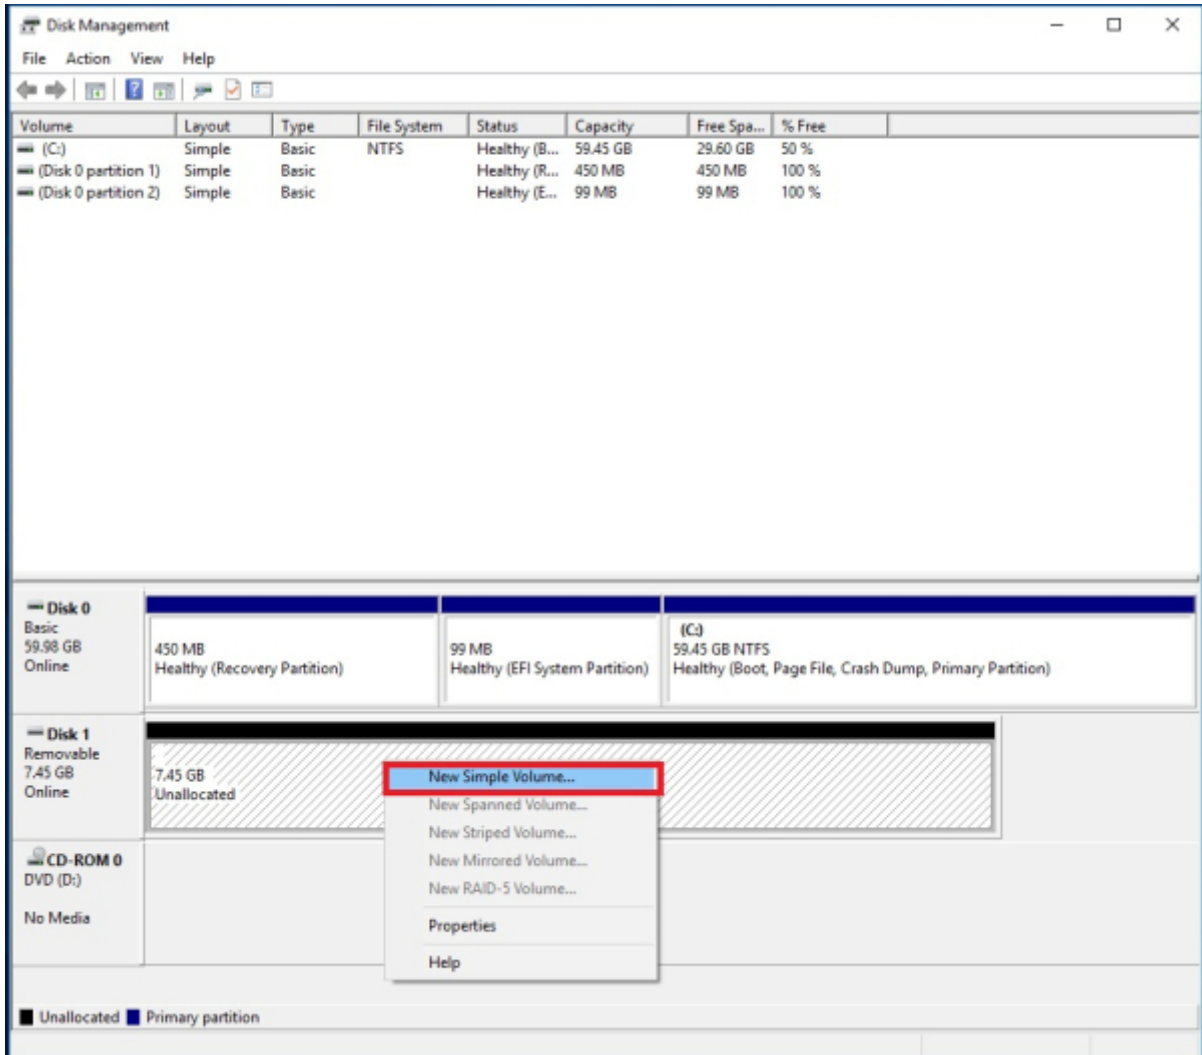 Disk Management
File Action View Help
Volume Layout Type File System Status Capacity Free Spa... % Free
(C:) Simple Basic NTFS Healthy (B... 59.45 GB 29.60 GB 50 %
(Disk 0 partition 1) Simple Basic Healthy (R... 450 MB 450 MB 100 %
(Disk 0 partition 2) Simple Basic Healthy (E... 99 MB 99 MB 100 %
Disk 0
Basic
59.98 GB
Online
450 MB
Healthy (Recovery Partition)
99 MB
Healthy (EFI System Partition)
(C:)
59.45 GB NTFS
Healthy (Boot, Page File, Crash Dump, Primary Partition)
Disk 1
Removable
7.45 GB
Online
7.45 GB
Unallocated
New Simple Volume...
New Spanned Volume...
New Striped Volume...
New Mirrored Volume...
New RAID-5 Volume...
Properties
Help
CD-ROM 0
DVD (D:)
No Media
Unallocated Primary partition